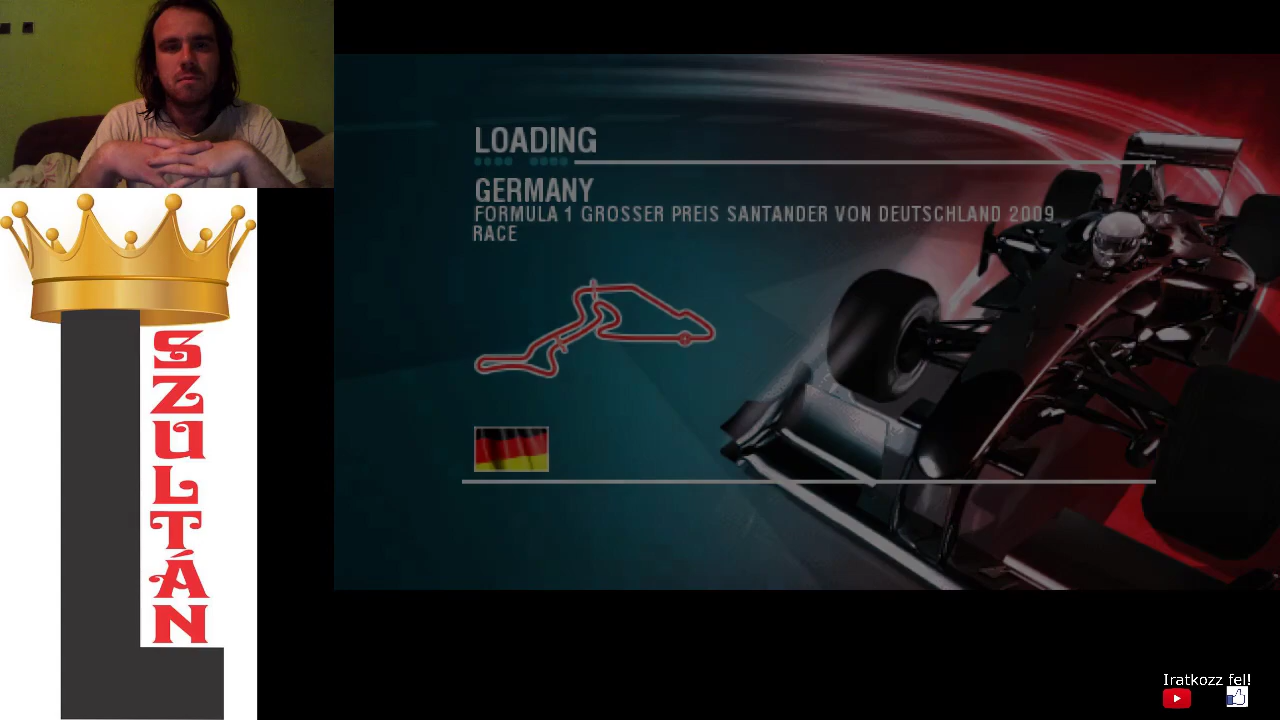 LOADING
GERMANY
FORMULA 1 GROSSER PREIS SANTANDER VON DEUTSCHLAND 2009
RACE
L
SZULTÁN
Iratkozz fel!